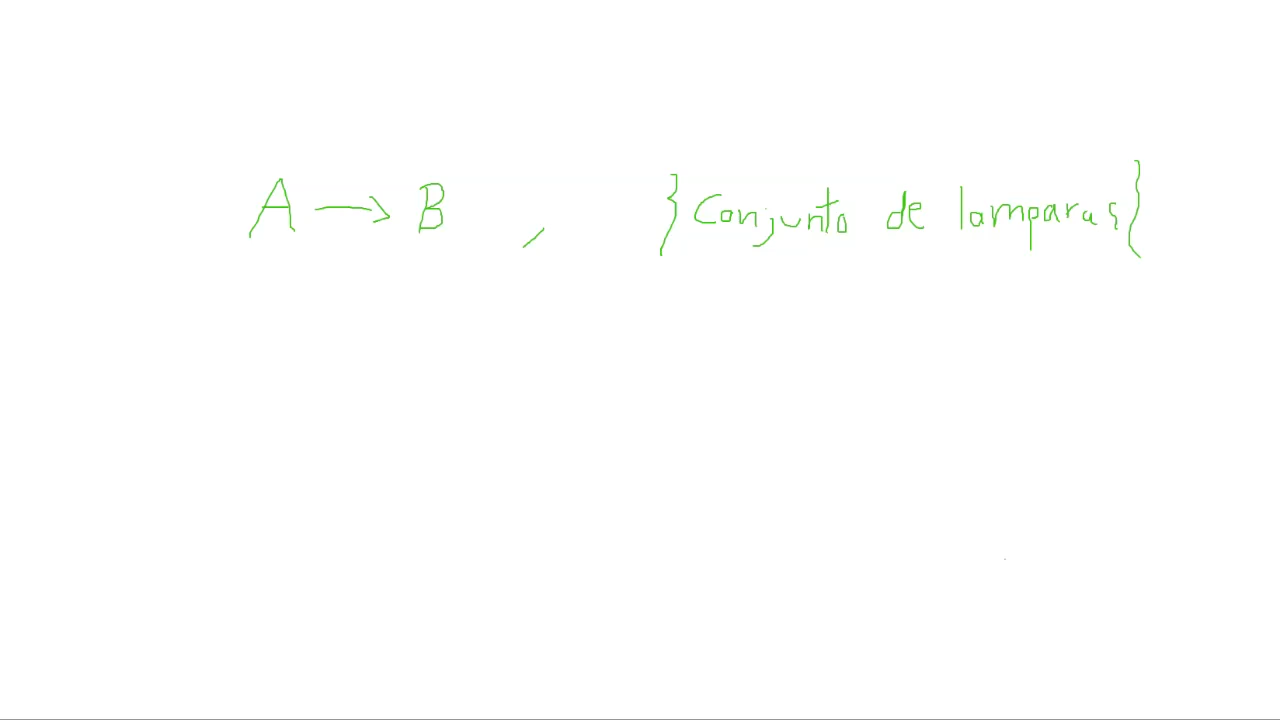 A → B , }Conjunto de lamparas{